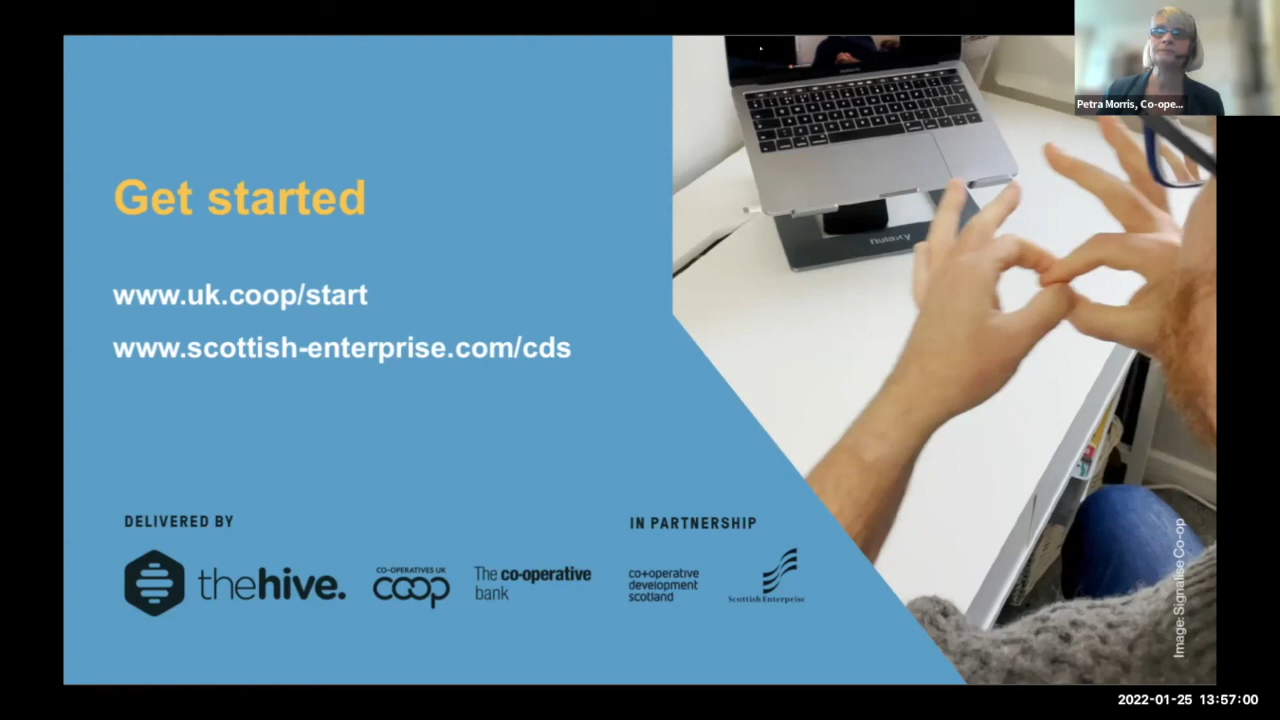 Petra Morris, Co-ope...
Get started
www.uk.coop/start
www.scottish-enterprise.com/cds
DELIVERED BY
IN PARTNERSHIP
thehive.
CO-OPERATIVES UK
coop
The co-operative
bank
co+operative
development
scotland
Scottish Enterprise
nulaxy
Image: Signalise Co-op
2022-01-25 13:57:00